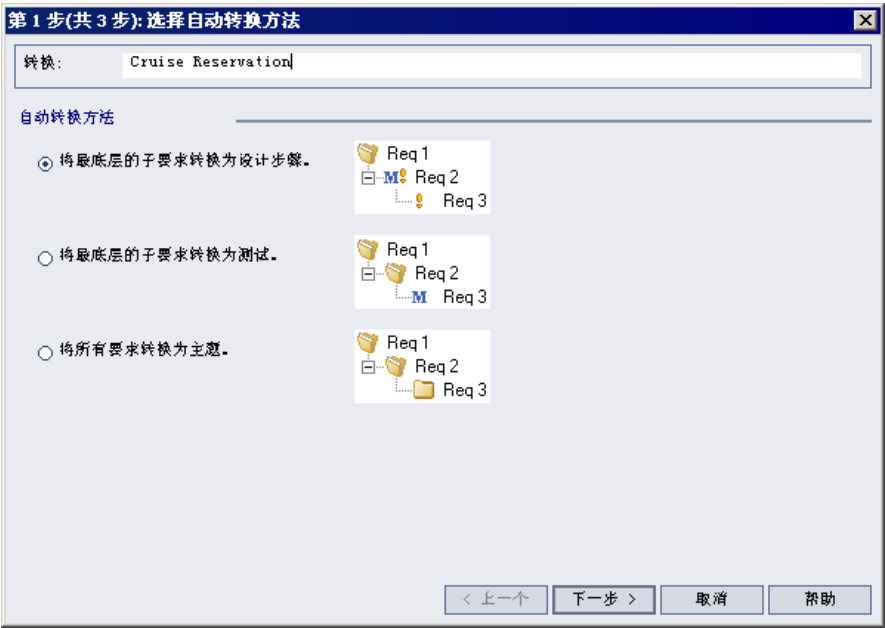 第 1 步(共 3 步): 选择自动转换方法
转换: Cruise Reservation
自动转换方法
将最底层的子要求转换为设计步骤。
Req 1
M Req 2
Req 3
将最底层的子要求转换为测试。
Req 1
Req 2
M Req 3
将所有要求转换为主题。
Req 1
Req 2
Req 3
< 上一个 下一步 > 取消 帮助